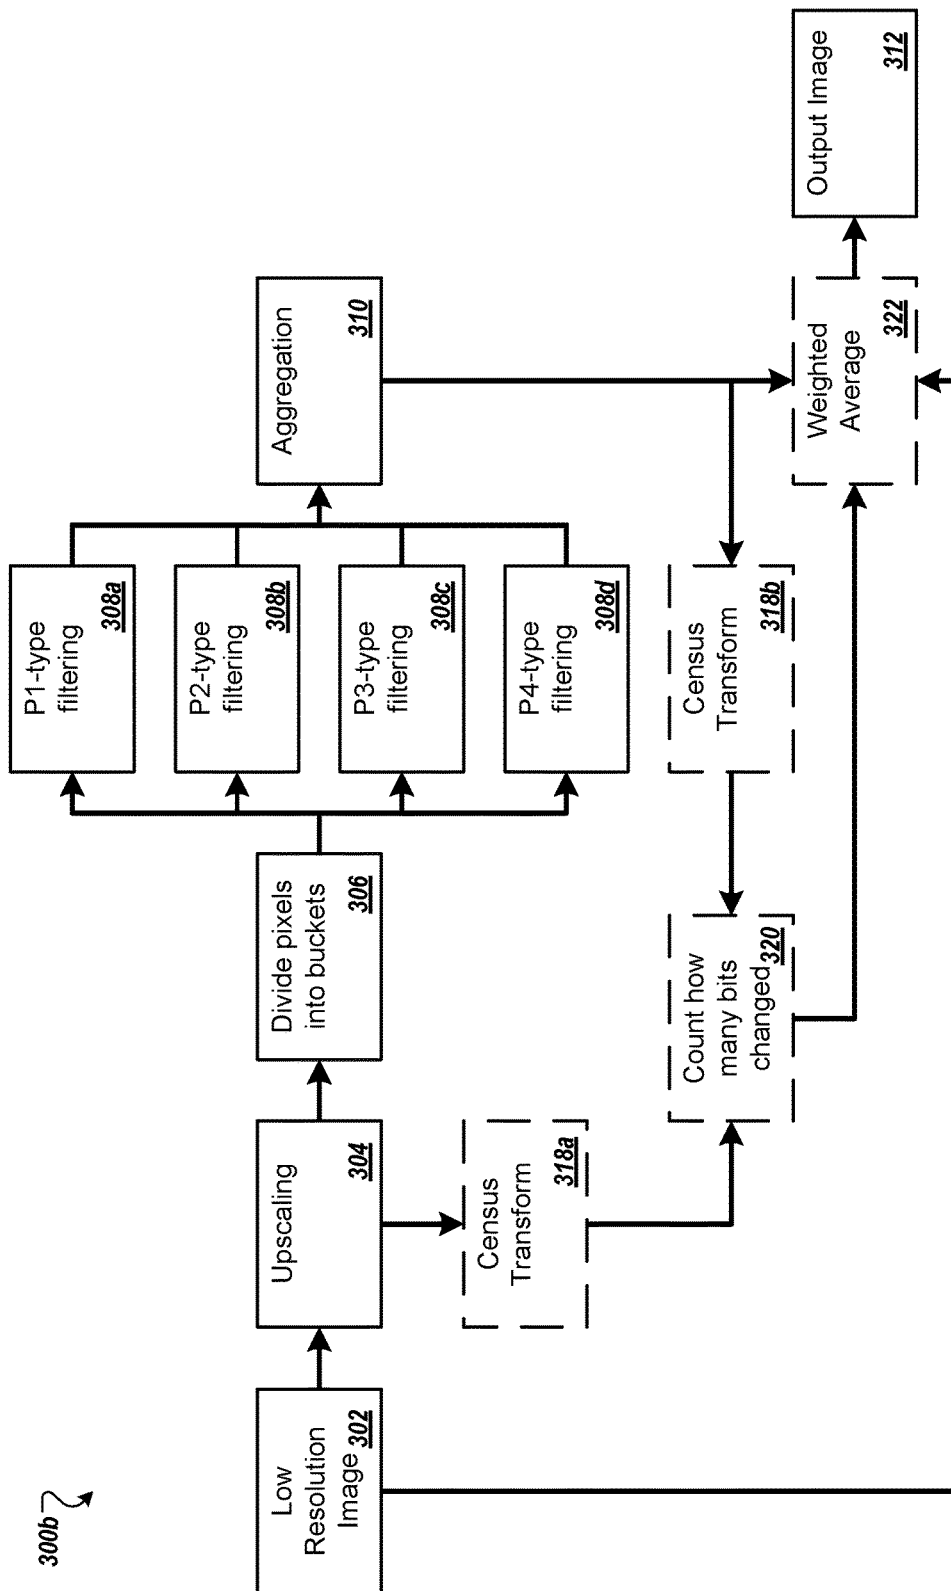 300b
Low
Resolution
Image 302
Upscaling
304
Divide pixels
into buckets
306
P1-type
filtering
308a
P2-type
filtering
308b
P3-type
filtering
308c
P4-type
filtering
308d
Aggregation
310
Census
Transform
318a
Count how
many bits
changed 320
Census
Transform
318b
Weighted
Average
322
Output Image
312